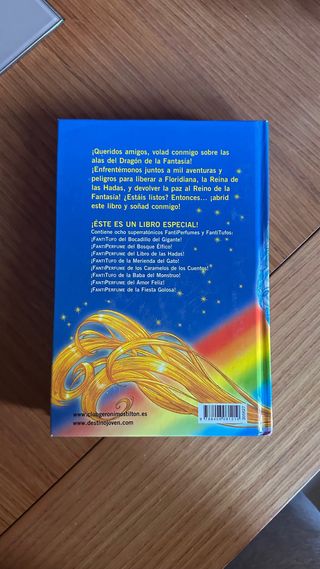 ¡Queridos amigos, volad conmigo sobre las
alas del Dragón de la Fantasía!
¡Enfrentémonos juntos a mil aventuras y
peligros para liberar a Floridiana, la Reina de
las Hadas, y devolver la paz al Reino de la
Fantasía! ¿Estáis listos? Entonces... ¡abrid
este libro y soñad conmigo!
¡ÉSTE ES UN LIBRO ESPECIAL!
Contiene ocho superratónicos FantiPerfumes y FantiTufos:
¡FantiTufo del Bocadillo del Gigante!
¡FantiPerfume del Bosque Élfico!
¡FantiPerfume del Libro de las Hadas!
¡FantiTufo de la Merienda del Gato!
¡FantiPerfume de los Caramelos de los Cuentos!
¡FantiTufo de la Baba del Monstruo!
¡FantiPerfume del Amor Feliz!
¡FantiPerfume de la Fiesta Golosa!
www.clubgeronimostilton.es
www.destinojoven.com